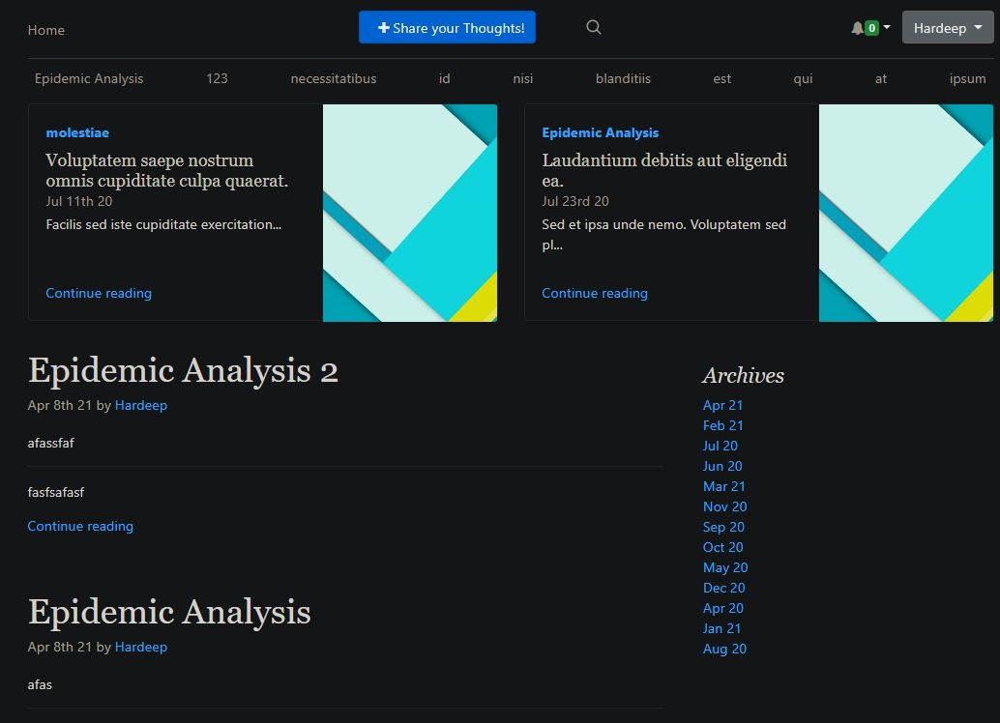 Home
Share your Thoughts!
0
Hardeep
Epidemic Analysis 123 necessitatibus id nisi blanditiis est qui at ipsum
molestiae
Voluptatem saepe nostrum
omnis cupiditate culpa quaerat.
Jul 11th 20
Facilis sed iste cupiditate exercitation...
Continue reading
Epidemic Analysis
Laudantium debitis aut eligendi
ea.
Jul 23rd 20
Sed et ipsa unde nemo. Voluptatem sed
pl...
Continue reading
Epidemic Analysis 2
Apr 8th 21 by Hardeep
afassfaf
fasfsafasf
Continue reading
Epidemic Analysis
Apr 8th 21 by Hardeep
afas
Archives
Apr 21
Feb 21
Jul 20
Jun 20
Mar 21
Nov 20
Sep 20
Oct 20
May 20
Dec 20
Apr 20
Jan 21
Aug 20